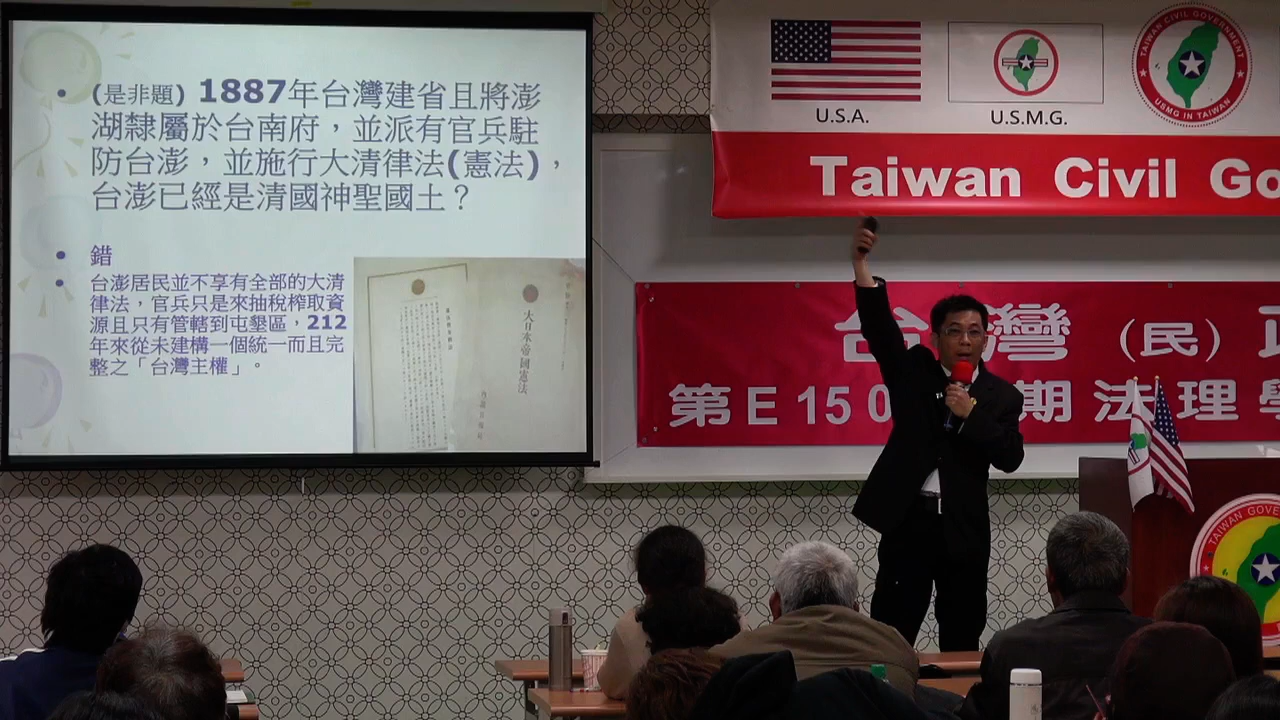 (是非題) 1887年台灣建省且將澎
湖隸屬於台南府，並派有官兵駐
防台澎，並施行大清律法(憲法)，
台澎已經是清國神聖國土？
錯
台澎居民並不享有全部的大清
律法，官兵只是來抽稅榨取資
源且只有管轄到屯墾區，212
年來從未建構一個統一而且完
整之「台灣主權」。
大日本帝國憲法
U.S.A.
U.S.M.G.
TAIWAN CIVIL GOVERNMENT
USMG IN TAIWAN
Taiwan Civil Go
台灣（民）政
第E150 期法理學
TAIWAN GOVE